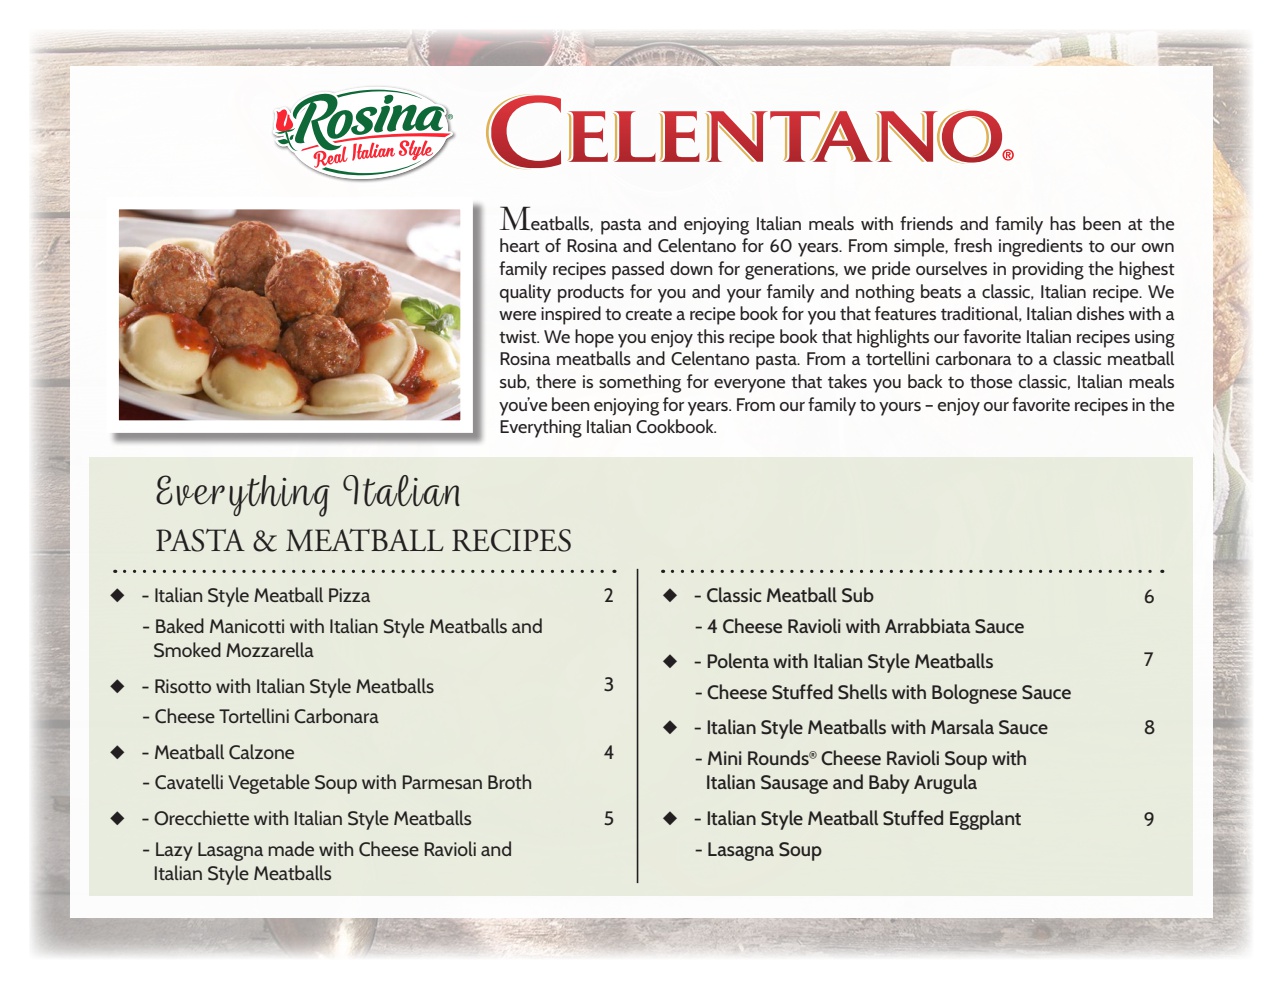 Rosina®
Real Italian Style
CELENTANO®
Meatballs, pasta and enjoying Italian meals with friends and family has been at the
heart of Rosina and Celentano for 60 years. From simple, fresh ingredients to our own
family recipes passed down for generations, we pride ourselves in providing the highest
quality products for you and your family and nothing beats a classic, Italian recipe. We
were inspired to create a recipe book for you that features traditional, Italian dishes with a
twist. We hope you enjoy this recipe book that highlights our favorite Italian recipes using
Rosina meatballs and Celentano pasta. From a tortellini carbonara to a classic meatball
sub, there is something for everyone that takes you back to those classic, Italian meals
you've been enjoying for years. From our family to yours – enjoy our favorite recipes in the
Everything Italian Cookbook.
Everything Italian
PASTA & MEATBALL RECIPES
◆ - Italian Style Meatball Pizza 2
- Baked Manicotti with Italian Style Meatballs and
Smoked Mozzarella
◆ - Risotto with Italian Style Meatballs 3
- Cheese Tortellini Carbonara
◆ - Meatball Calzone 4
- Cavatelli Vegetable Soup with Parmesan Broth
◆ - Orecchiette with Italian Style Meatballs 5
- Lazy Lasagna made with Cheese Ravioli and
Italian Style Meatballs
◆ - Classic Meatball Sub 6
- 4 Cheese Ravioli with Arrabbiata Sauce
◆ - Polenta with Italian Style Meatballs 7
- Cheese Stuffed Shells with Bolognese Sauce
◆ - Italian Style Meatballs with Marsala Sauce 8
- Mini Rounds® Cheese Ravioli Soup with
Italian Sausage and Baby Arugula
◆ - Italian Style Meatball Stuffed Eggplant 9
- Lasagna Soup